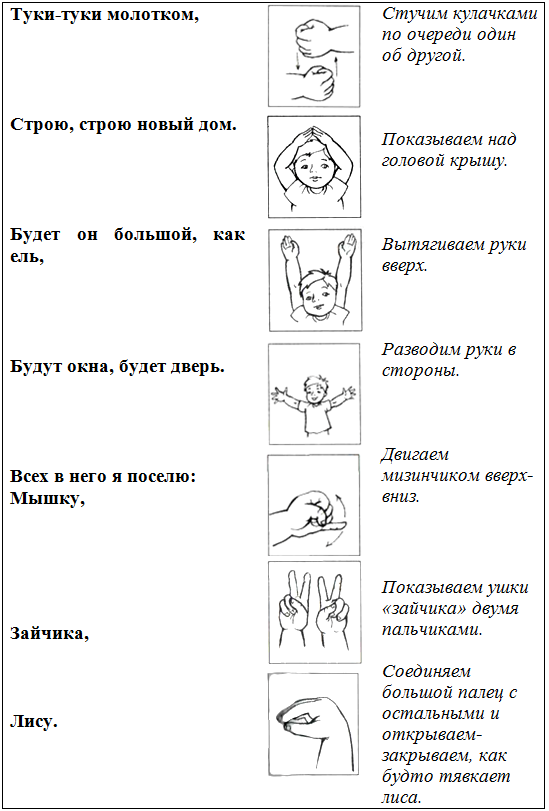 Туки-туки молотком,
Стучим кулачками
по очереди один
об другой.
Строю, строю новый дом.
Показываем над
головой крышу.
Будет он большой, как
ель,
Вытягиваем руки
вверх.
Будут окна, будет дверь.
Разводим руки в
стороны.
Всех в него я поселю:
Мышку,
Двигаем
мизинчиком вверх-
вниз.
Зайчика,
Показываем ушки
«зайчика» двумя
пальчиками.
Лису.
Соединяем
большой палец с
остальными и
открываем-
закрываем, как
будто тявкает
лиса.